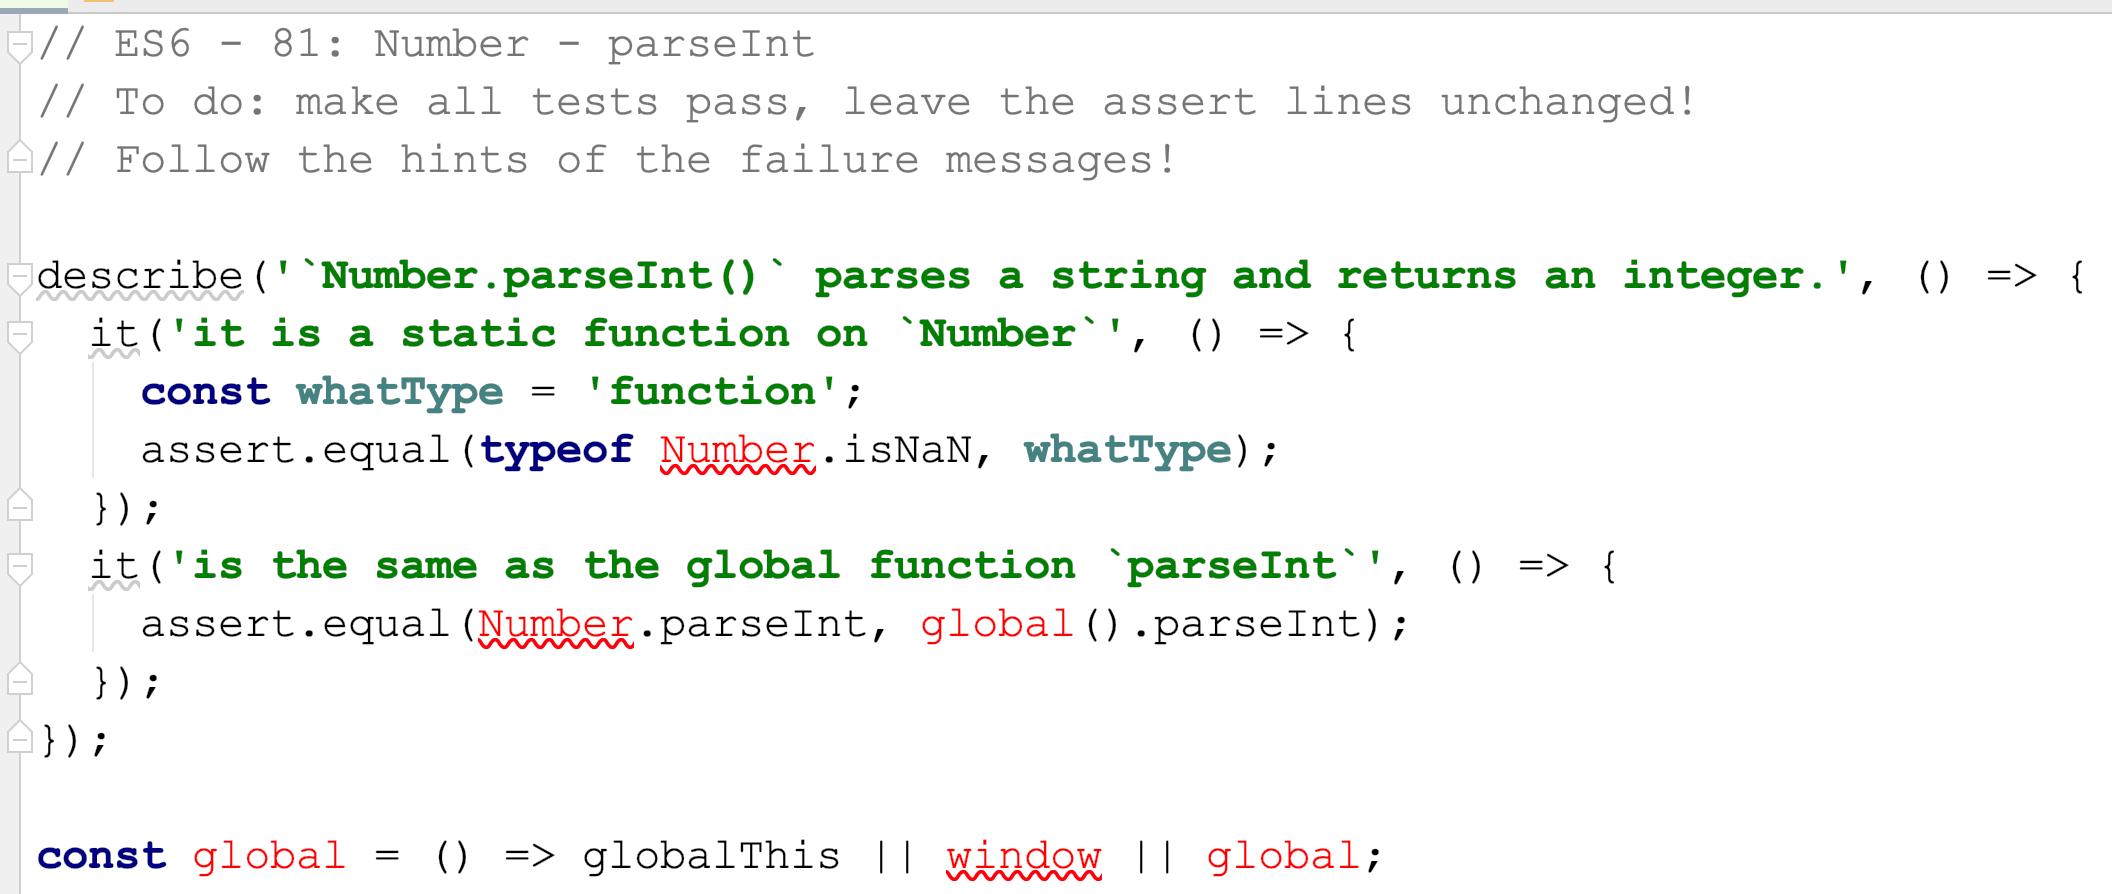 // ES6 - 81: Number - parseInt
// To do: make all tests pass, leave the assert lines unchanged!
// Follow the hints of the failure messages!
describe('`Number.parseInt()` parses a string and returns an integer.', () => {
it('it is a static function on `Number`', () => {
const whatType = 'function';
assert.equal(typeof Number.isNaN, whatType);
});
it('is the same as the global function `parseInt`', () => {
assert.equal(Number.parseInt, global().parseInt);
});
});
const global = () => globalThis || window || global;